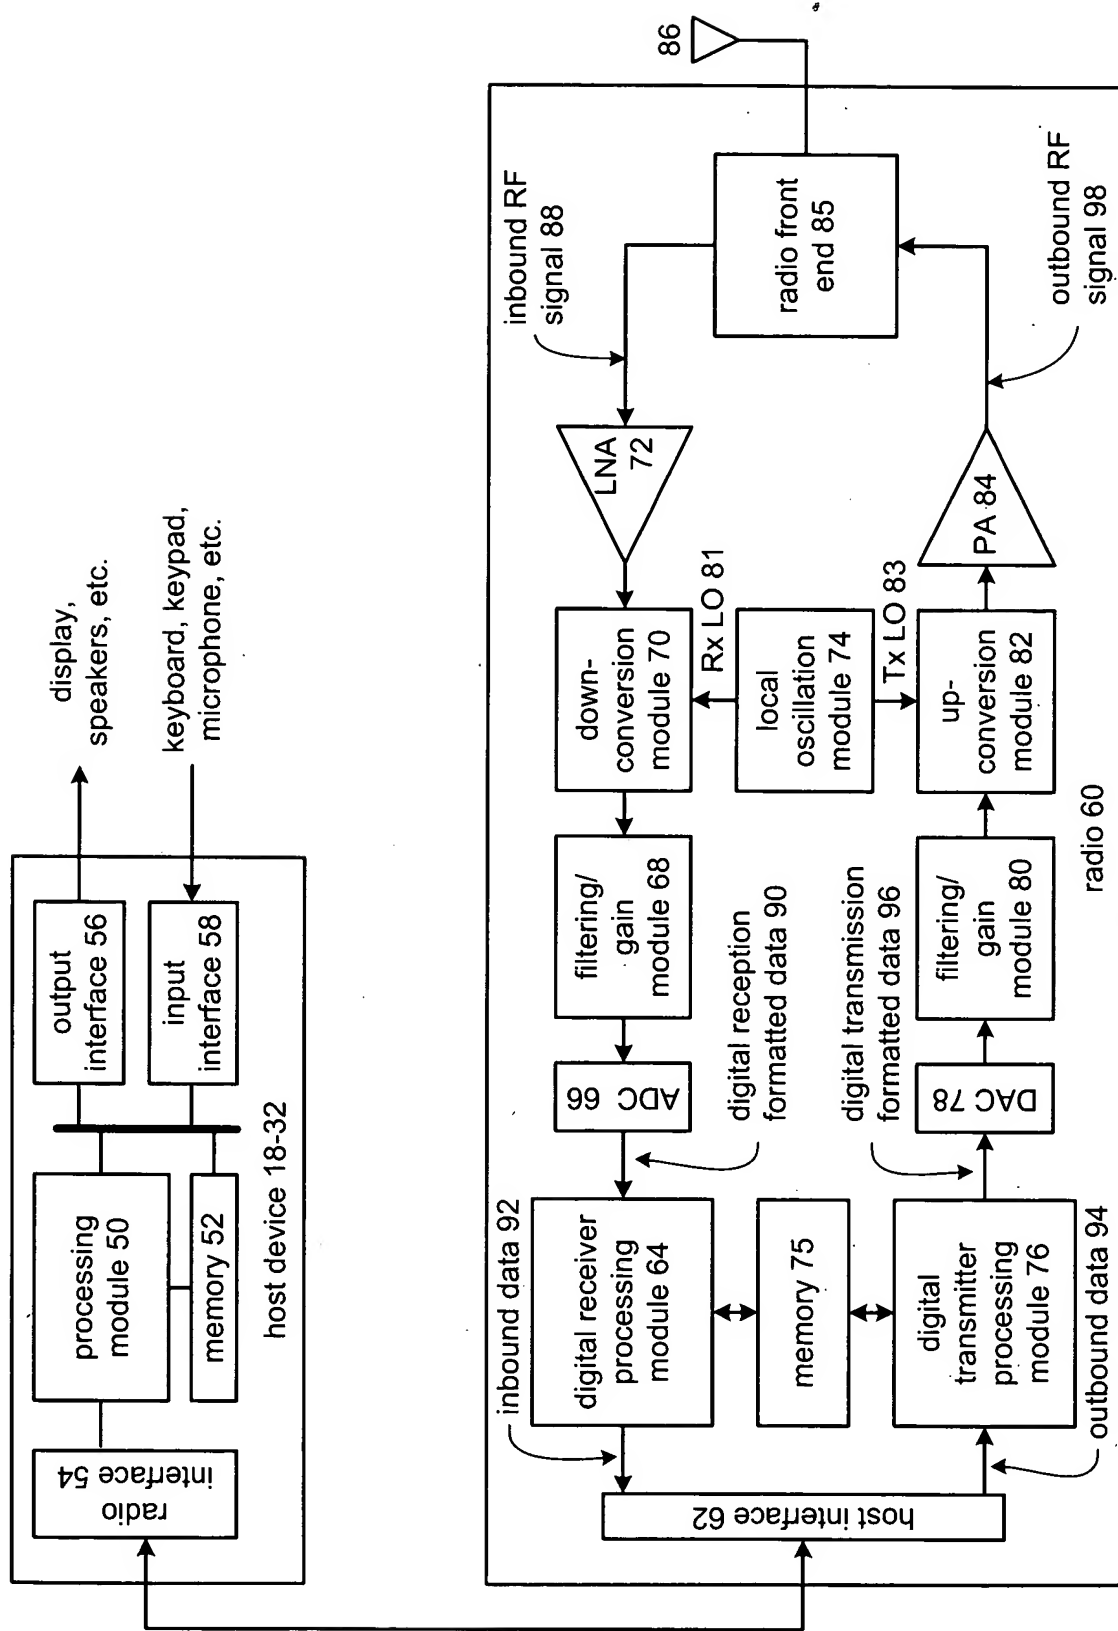 radio
interface 54
processing
module 50
memory 52
output
interface 56
input
interface 58
host device 18-32
display,
speakers, etc.
keyboard, keypad,
microphone, etc.
host interface 62
inbound data 92
digital receiver
processing
module 64
memory 75
digital
transmitter
processing
module 76
outbound data 94
ADC 66
digital reception
formatted data 90
digital transmission
formatted data 96
DAC 78
filtering/
gain
module 68
filtering/
gain
module 80
down-
conversion
module 70
Rx LO 81
local
oscillation
module 74
Tx LO 83
up-
conversion
module 82
radio 60
LNA
72
PA 84
inbound RF
signal 88
radio front
end 85
outbound RF
signal 98
86